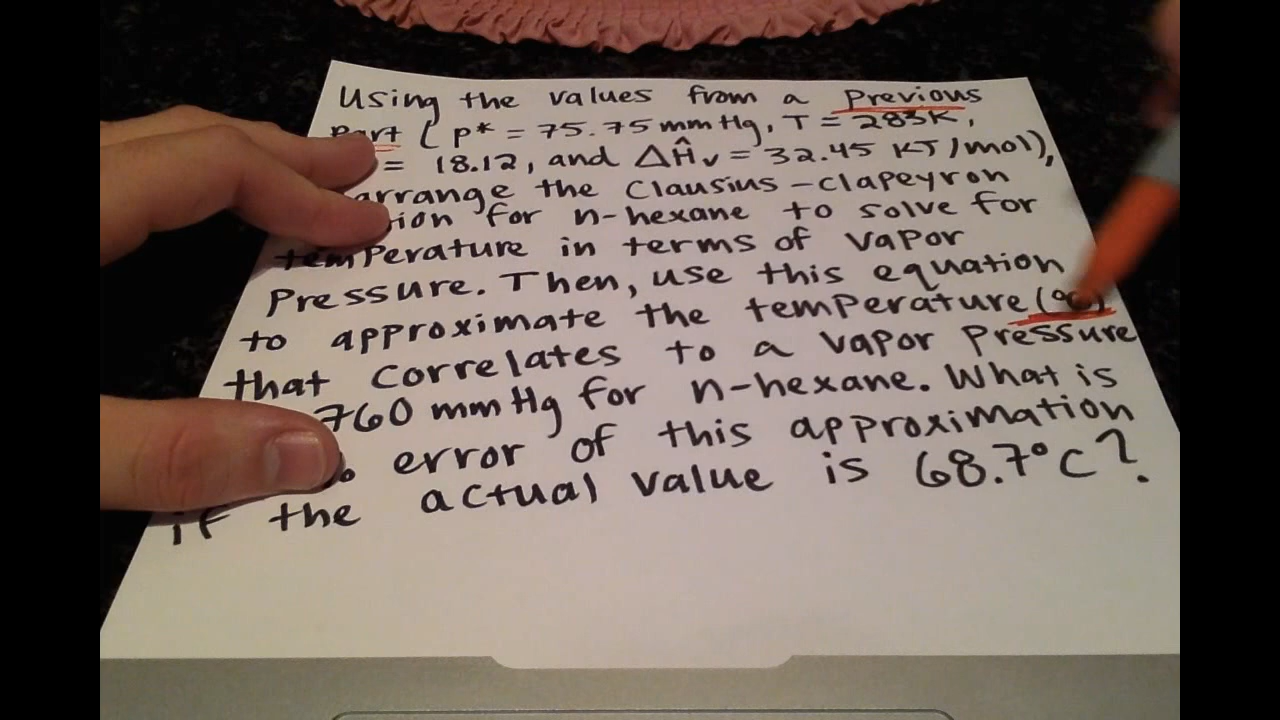 Using the values from a previous
Part (P* = 75.75 mmHg, T = 283K,
= 18.12, and ΔĤv = 32.45 KJ/mol),
arrange the Clausius-Clapeyron
tion for n-hexane to solve for
temperature in terms of vapor
Pressure. Then, use this equation
to approximate the temperature (°C)
that correlates to a vapor pressure
760 mm Hg for n-hexane. What is
% error of this approximation
if the actual value is 68.7°C?